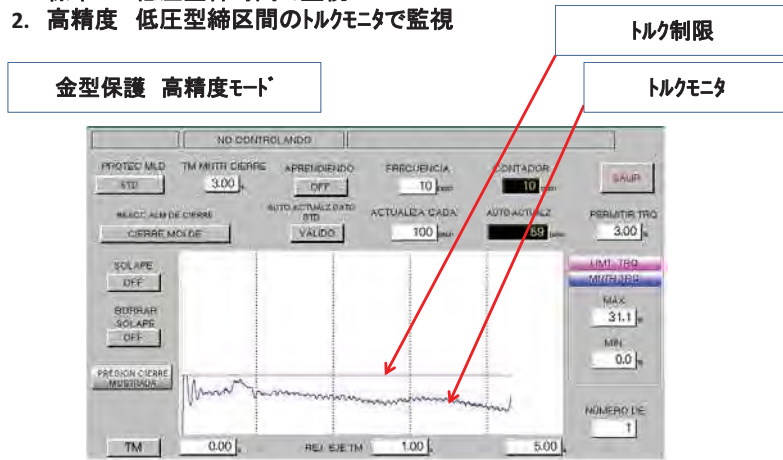 2. 高精度 低圧型締区間のトルクモニタで監視
トルク制限
金型保護 高精度モード
トルクモニタ
NO CONTROLANDO
PROTEC MLD
TM MNTR CIERRE
APRENDIENDO
FRECUENCIA
CONTADOR
STD
3.00
OFF
10
10
SALIR
REACC ALM DE CIERRE
AUTO ACTUALZ DATO
STD
ACTUALIZA CADA
AUTO ACTUALZ
PERMITIR TRQ
CIERRE MOLDE
VALIDO
100
59
3.00
SOLAPE
OFF
LIMT. TRQ
MNTR TRQ
BORRAR
SOLAPE
OFF
MAX
31.1
MIN
0.0
PRESION CIERRE
MOSTRADA
NUMERO DE
1
TM
0.00
REJ. EJE TM
1.00
5.00